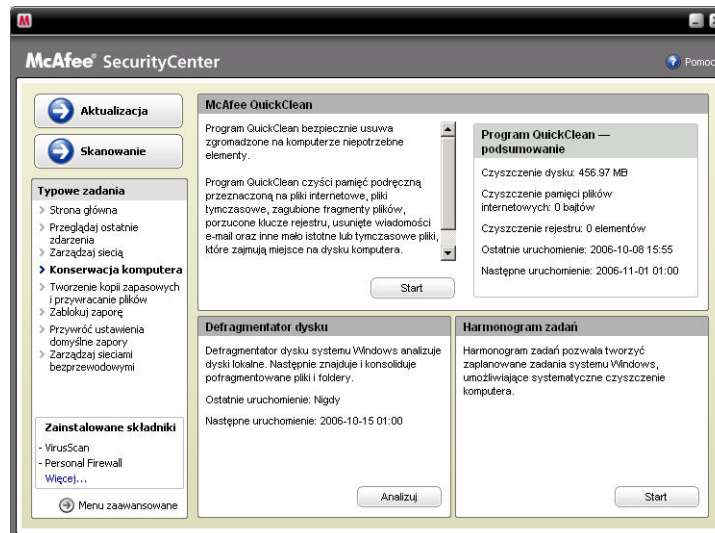 M
McAfee® SecurityCenter
Pomoc
Aktualizacja
Skanowanie
Typowe zadania
Strona główna
Przeglądaj ostatnie
zdarzenia
Zarządzaj siecią
Konserwacja komputera
Tworzenie kopii zapasowych
i przywracanie plików
Zablokuj zaporę
Przywróć ustawienia
domyślne zapory
Zarządzaj sieciami
bezprzewodowymi
Zainstalowane składniki
- VirusScan
- Personal Firewall
Więcej...
Menu zaawansowane
McAfee QuickClean
Program QuickClean bezpiecznie usuwa
zgromadzone na komputerze niepotrzebne
elementy.
Program QuickClean czyści pamięć podręczną
przeznaczoną na pliki internetowe, pliki
tymczasowe, zagubione fragmenty plików,
porzucone klucze rejestru, usunięte wiadomości
e-mail oraz inne mało istotne lub tymczasowe pliki,
które zajmują miejsce na dysku komputera.
Start
Program QuickClean —
podsumowanie
Czyszczenie dysku: 456.97 MB
Czyszczenie pamięci plików
internetowych: 0 bajtów
Czyszczenie rejestru: 0 elementów
Ostatnie uruchomienie: 2006-10-08 15:55
Następne uruchomienie: 2006-11-01 01:00
Defragmentator dysku
Defragmentator dysku systemu Windows analizuje
dyski lokalne. Następnie znajduje i konsoliduje
pofragmentowane pliki i foldery.
Ostatnie uruchomienie: Nigdy
Następne uruchomienie: 2006-10-15 01:00
Analizuj
Harmonogram zadań
Harmonogram zadań pozwala tworzyć
zaplanowane zadania systemu Windows,
umożliwiające systematyczne czyszczenie
komputera.
Start